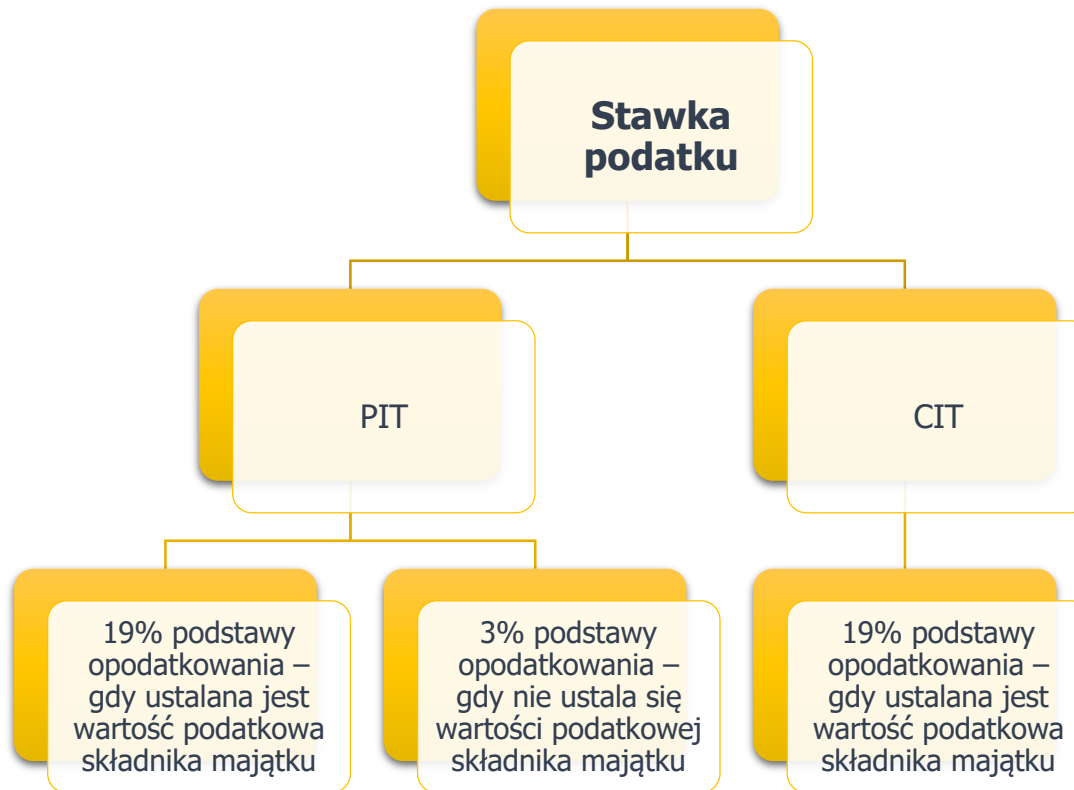 Stawka
podatku
PIT
CIT
19% podstawy
opodatkowania –
gdy ustalana jest
wartość podatkowa
składnika majątku
3% podstawy
opodatkowania –
gdy nie ustala się
wartości podatkowej
składnika majątku
19% podstawy
opodatkowania –
gdy ustalana jest
wartość podatkowa
składnika majątku